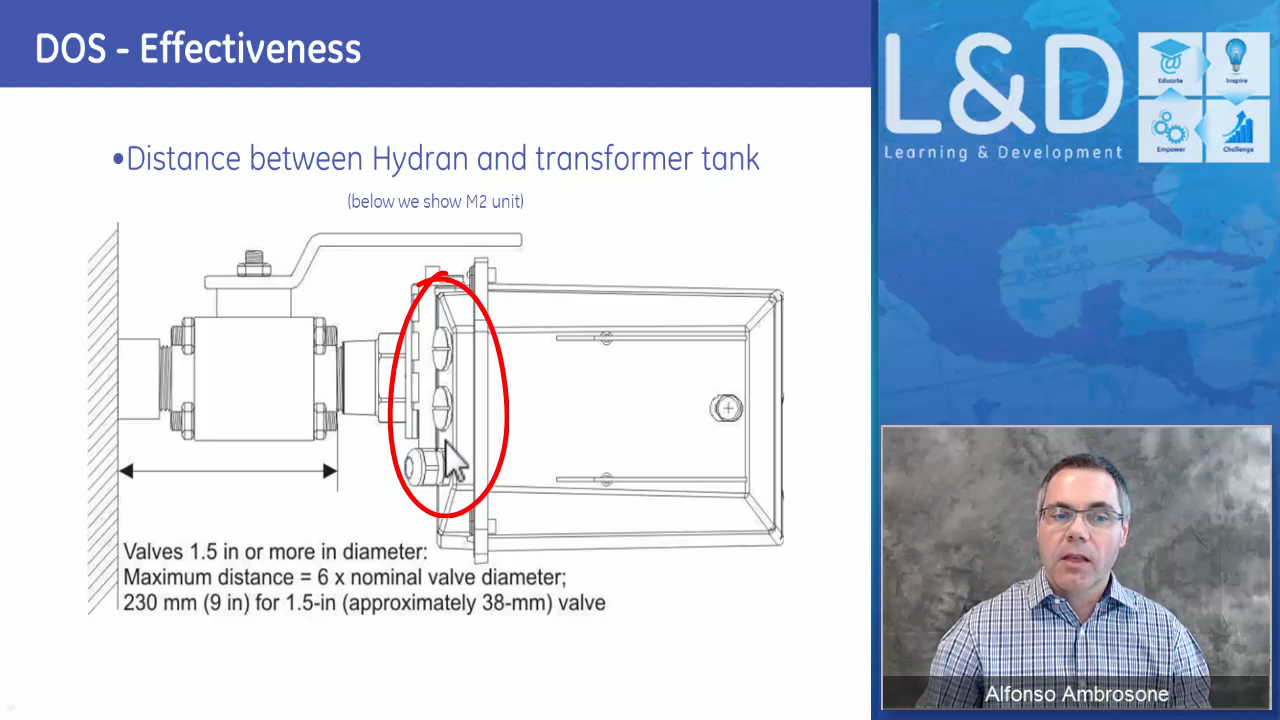 DOS - Effectiveness
•Distance between Hydran and transformer tank
(below we show M2 unit)
Valves 1.5 in or more in diameter:
Maximum distance = 6 x nominal valve diameter;
230 mm (9 in) for 1.5-in (approximately 38-mm) valve
L&D
Learning & Development
Educate
Inspire
Empower
Challenge
Alfonso Ambrosone